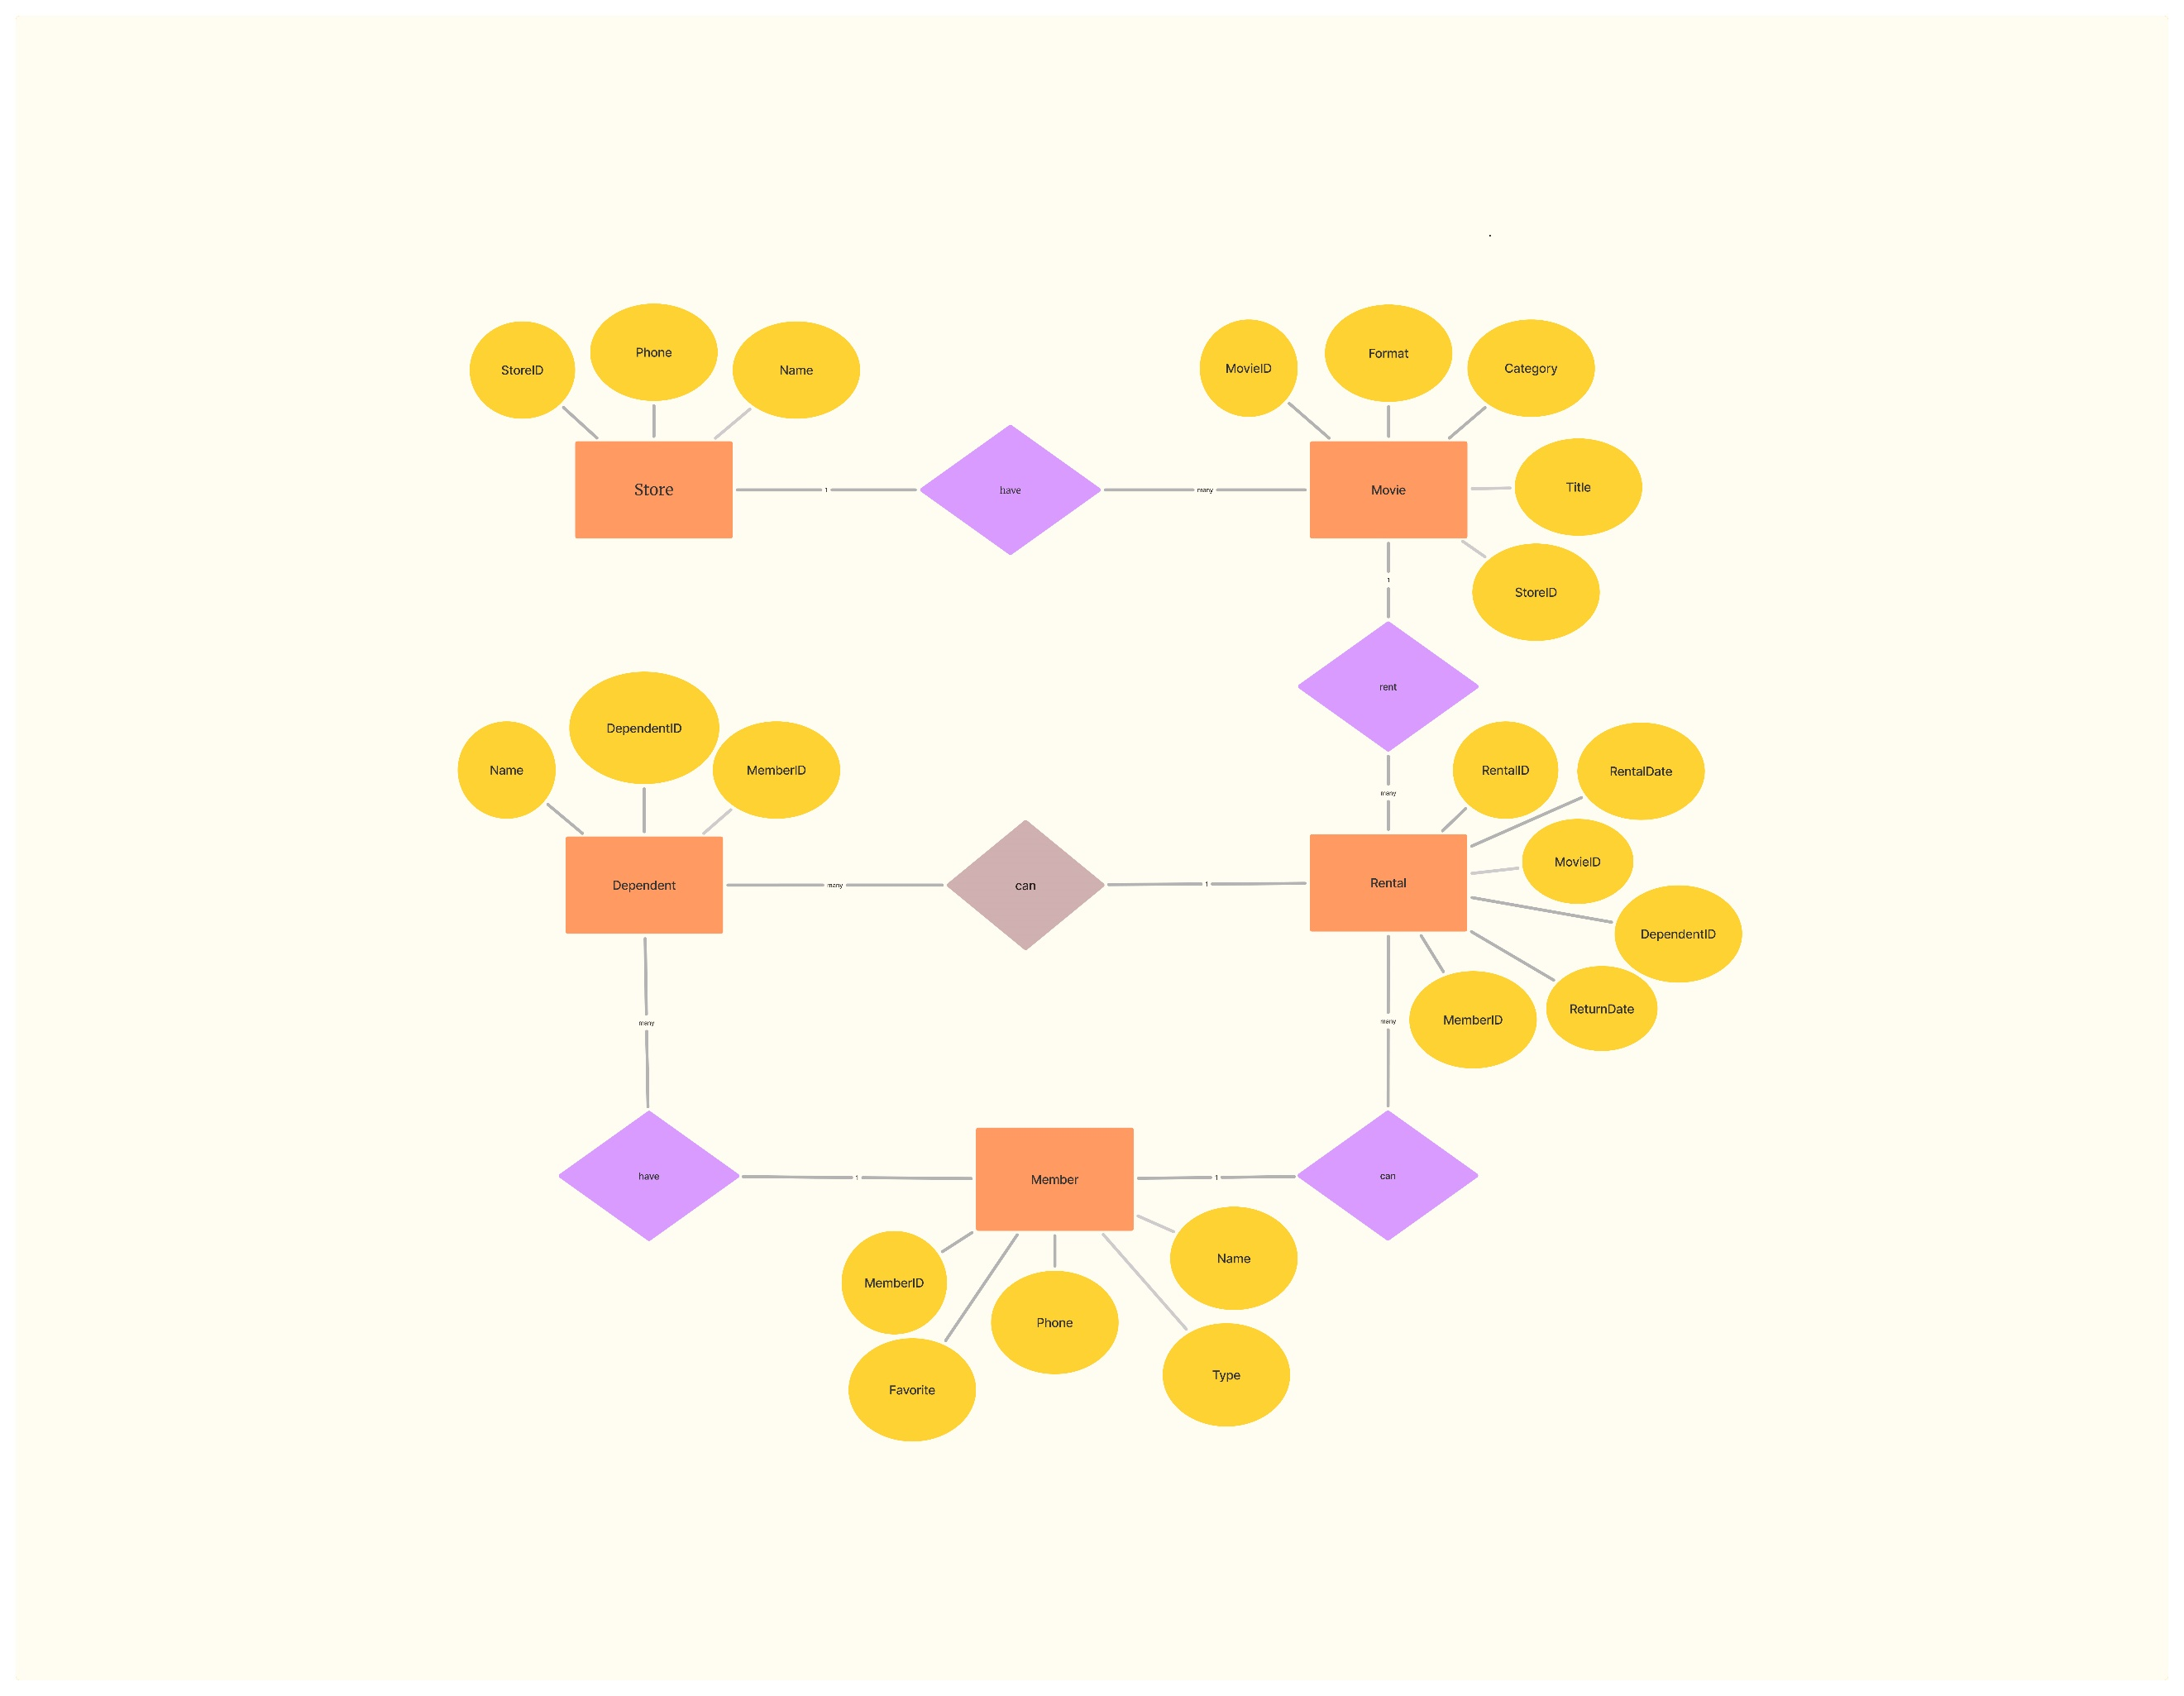 StoreID
Phone
Name
MovieID
Format
Category
Store
1
have
many
Movie
Title
1
StoreID
rent
Name
DependentID
MemberID
RentalID
RentalDate
many
MovieID
Dependent
many
can
1
Rental
DependentID
ReturnDate
many
many
MemberID
have
1
Member
1
can
Name
MemberID
Phone
Favorite
Type